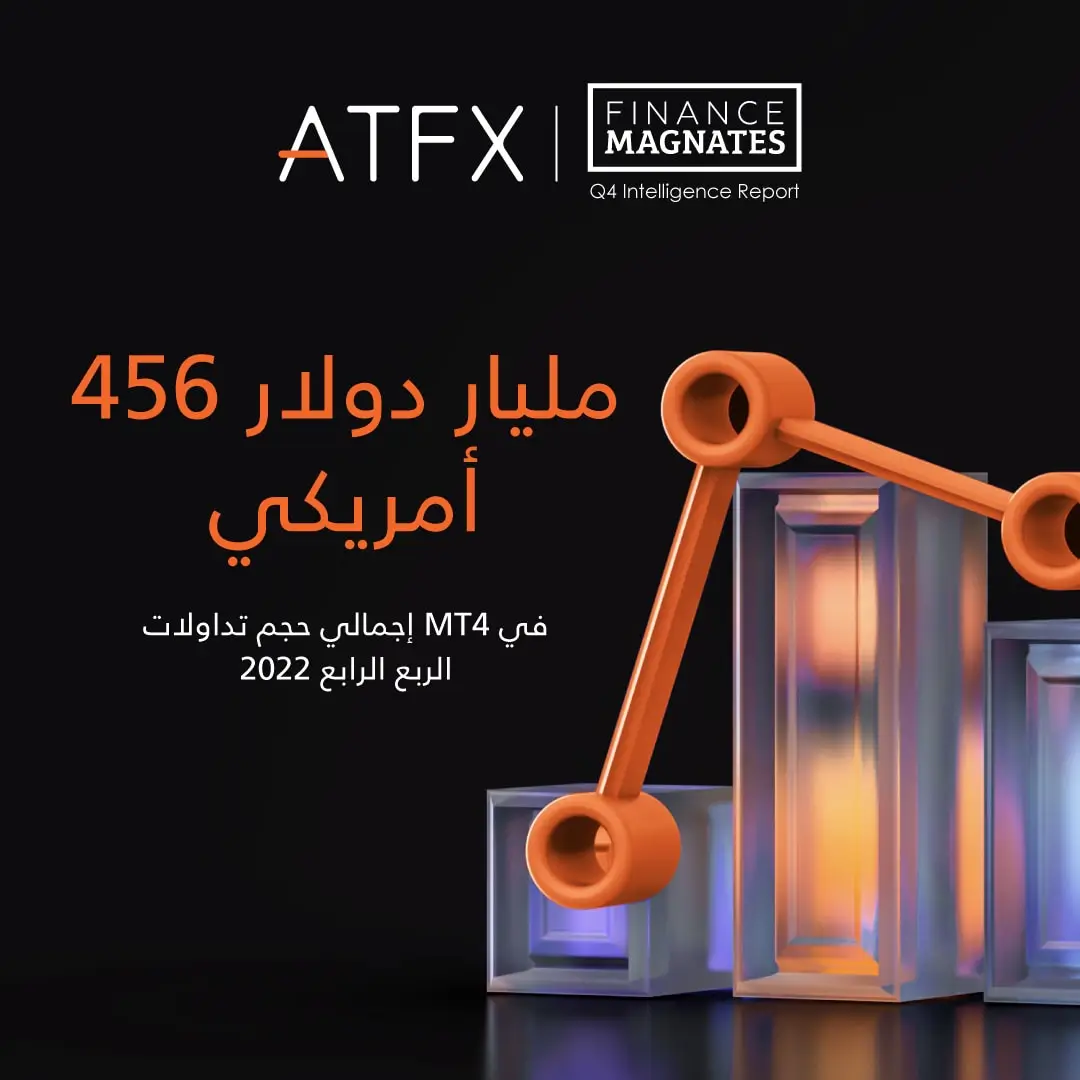 ATFX
FINANCE
MAGNATES
Q4 Intelligence Report
مليار دولار 456
أمريكي
في MT4 إجمالي حجم تداولات
الربع الرابع 2022